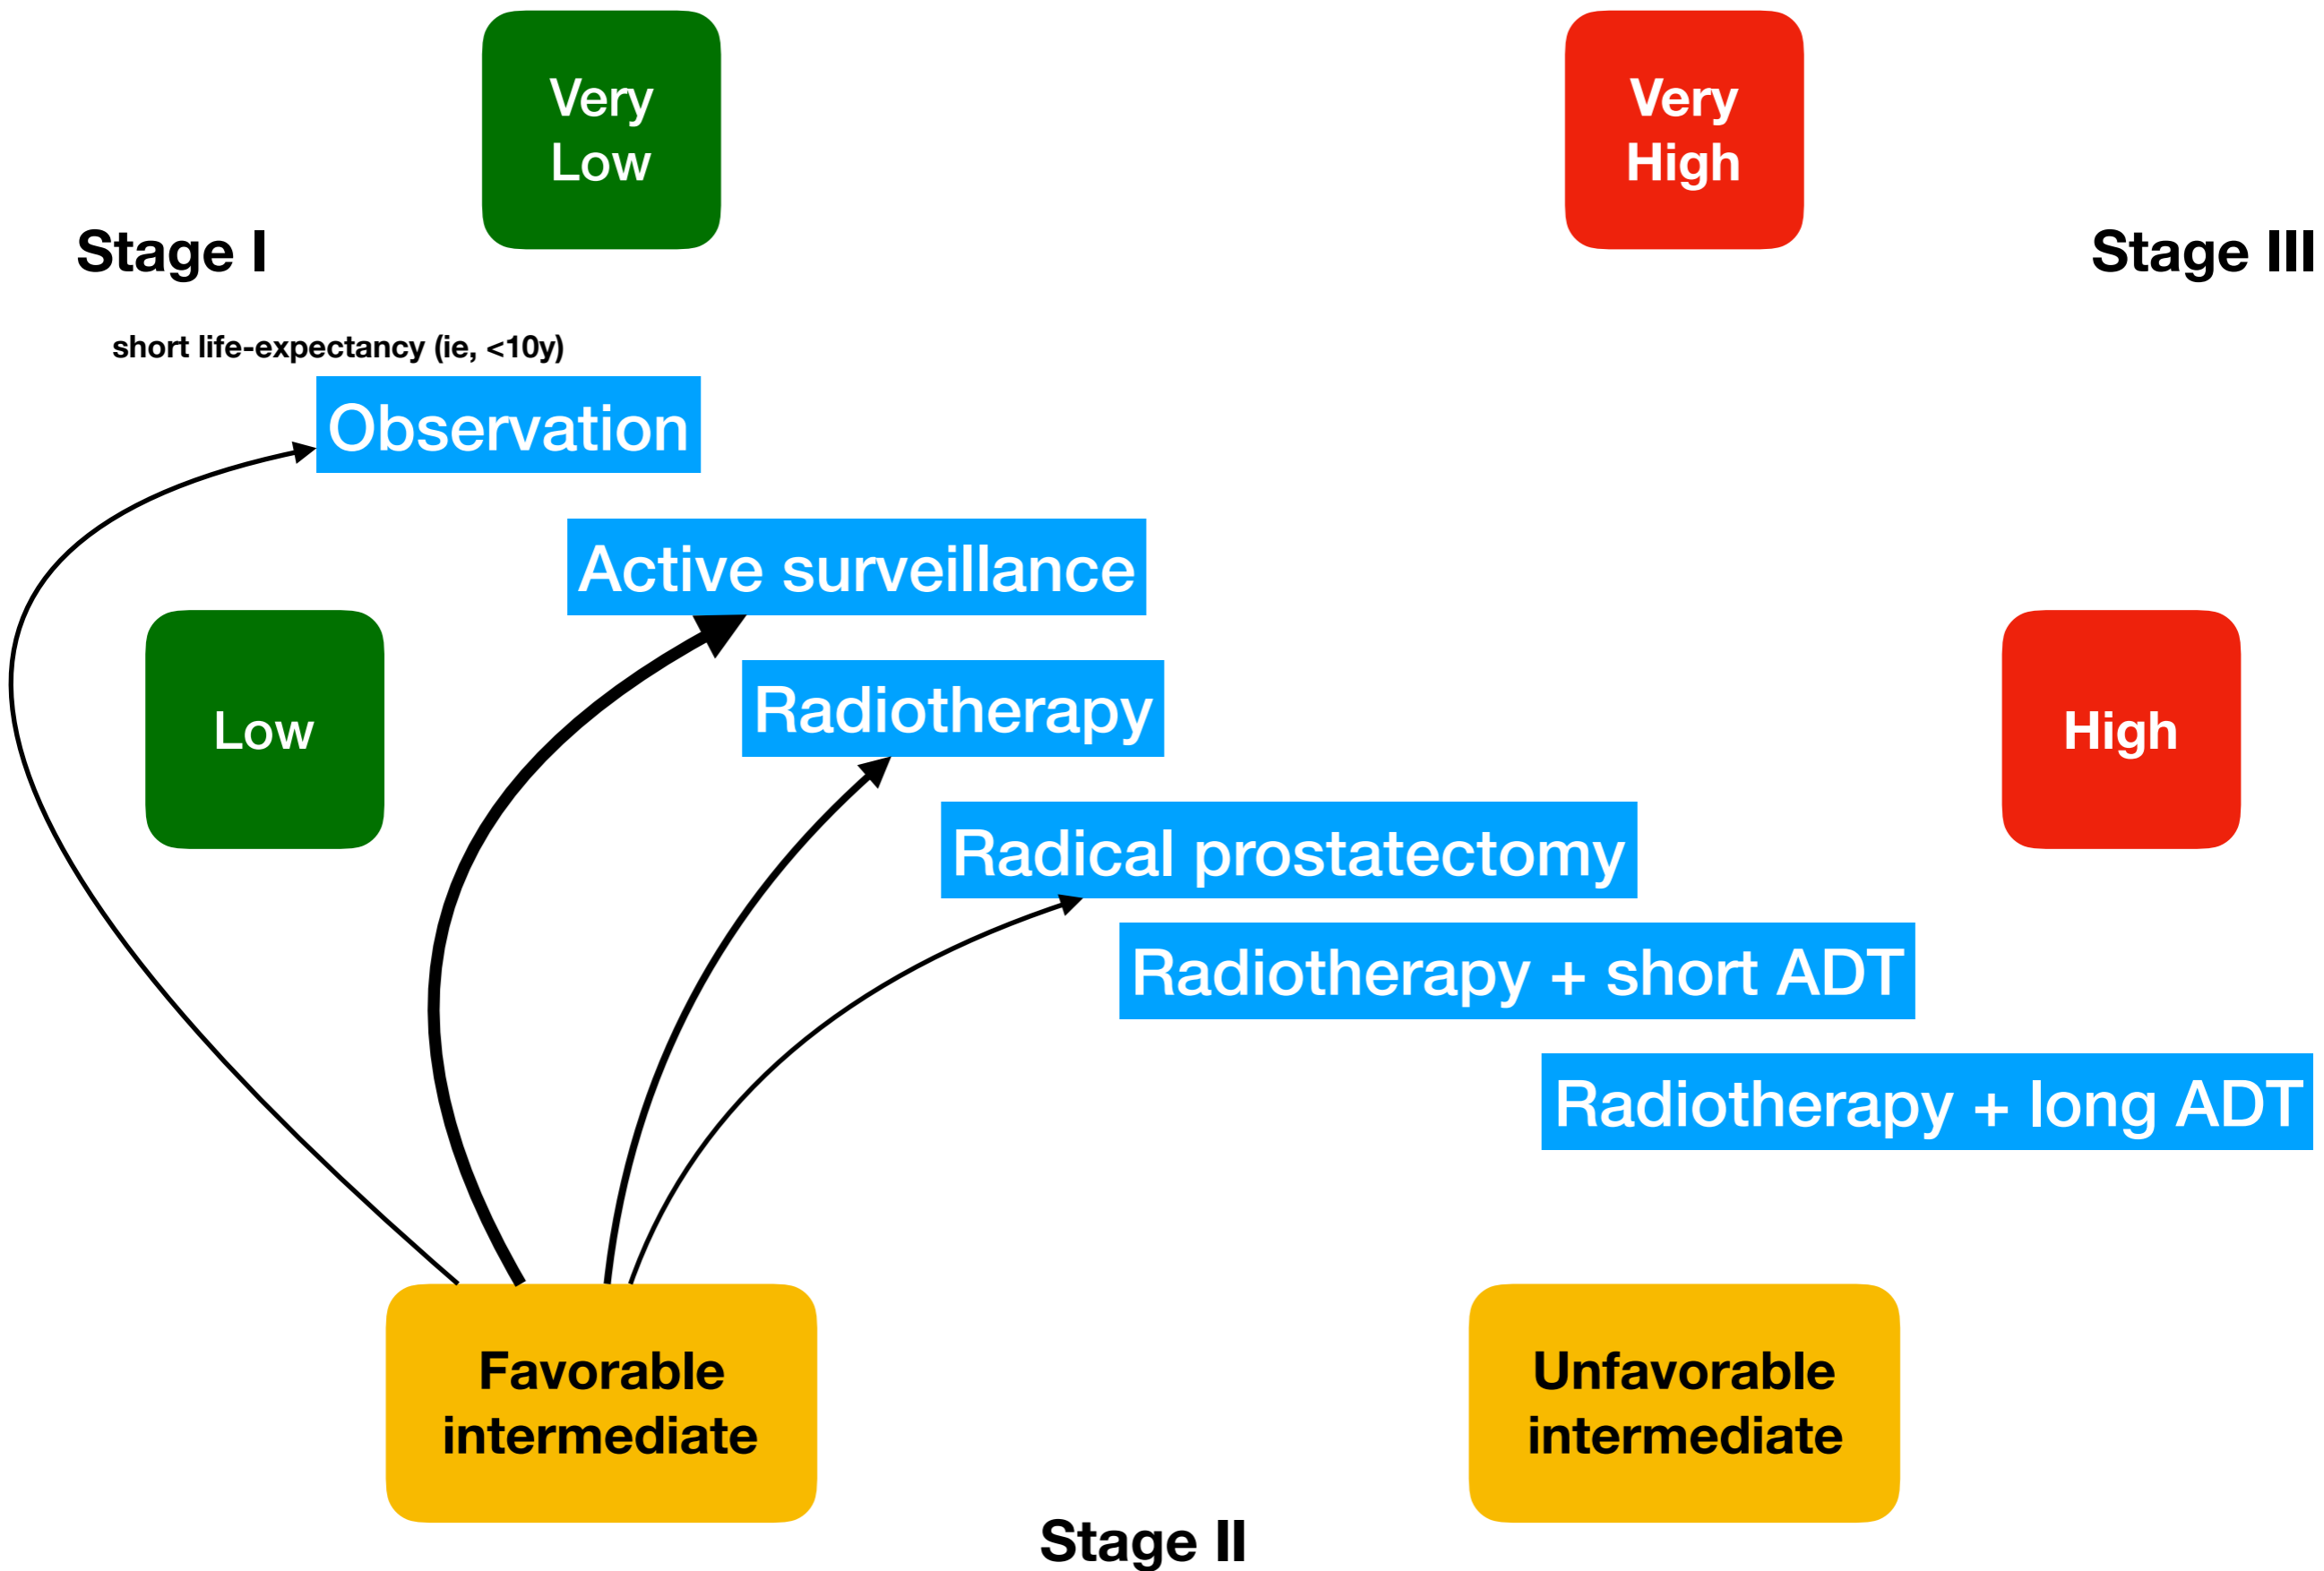 Very
Low
Very
High
Stage I
Stage III
short life-expectancy (ie, <10y)
Observation
Active surveillance
Radiotherapy
Low
High
Radical prostatectomy
Radiotherapy + short ADT
Radiotherapy + long ADT
Favorable
intermediate
Unfavorable
intermediate
Stage II